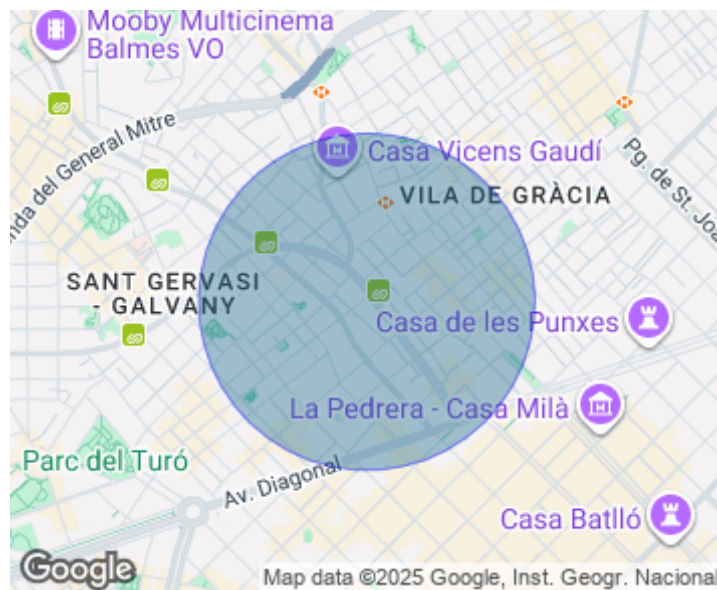 Mooby Multicinema
Balmes VO
nda del General Mitre
Casa Vicens Gaudí
Pg. de St. Joa
VILA DE GRÀCIA
SANT GERVASI
- GALVANY
Casa de les Punxes
La Pedrera - Casa Milà
Parc del Turó
Av. Diagonal
Casa Batlló
Google
Map data ©2025 Google, Inst. Geogr. Nacional